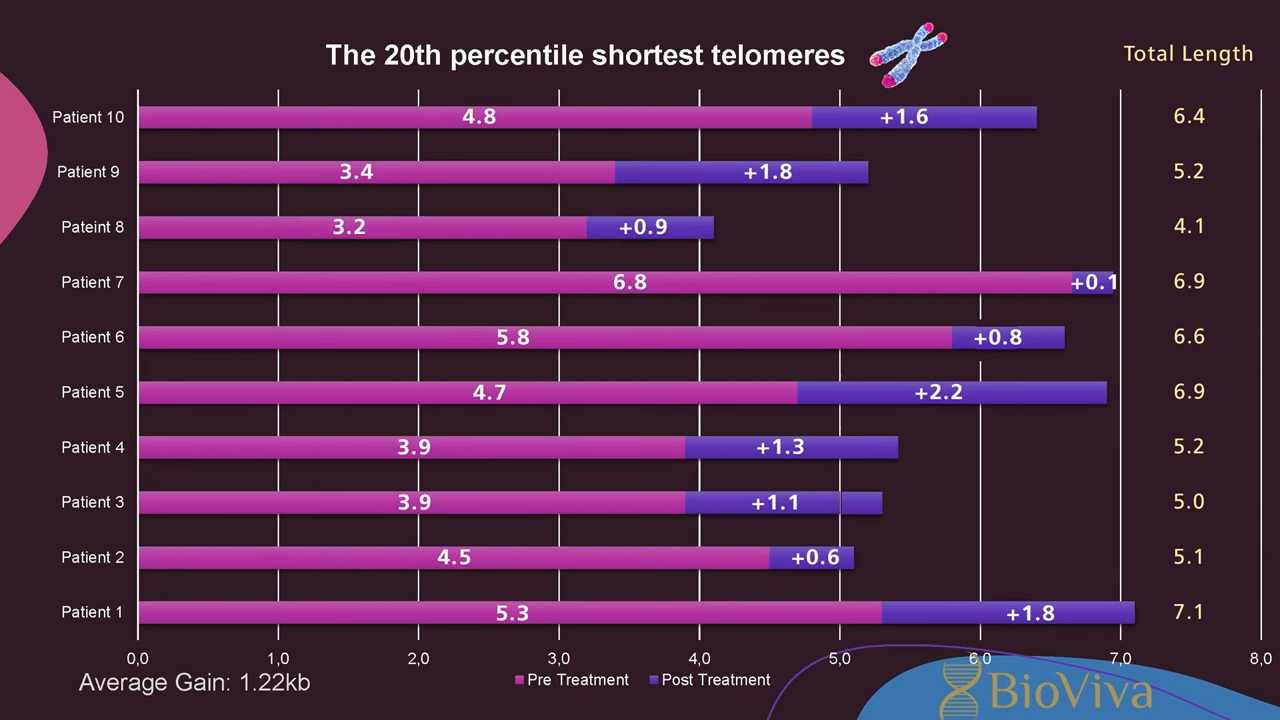 The 20th percentile shortest telomeres
Total Length
Patient 10 4.8 +1.6 6.4
Patient 9 3.4 +1.8 5.2
Pateint 8 3.2 +0.9 4.1
Patient 7 6.8 +0.1 6.9
Patient 6 5.8 +0.8 6.6
Patient 5 4.7 +2.2 6.9
Patient 4 3.9 +1.3 5.2
Patient 3 3.9 +1.1 5.0
Patient 2 4.5 +0.6 5.1
Patient 1 5.3 +1.8 7.1
0,0 1,0 2,0 3,0 4,0 5,0 6,0 7,0 8,0
Average Gain: 1.22kb
Pre Treatment Post Treatment
BioViva